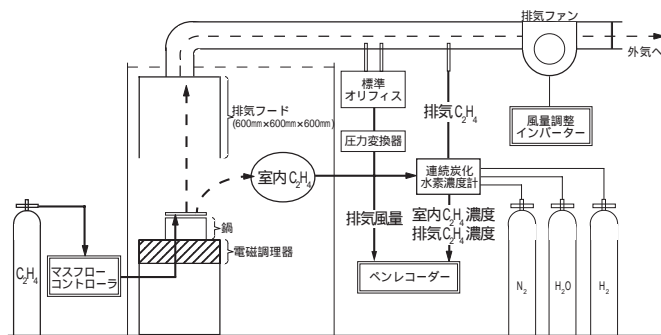 排気ファン
外気へ
標準
オリフィス
排気フード
(600mm×600mm×600mm)
排気C₂H₄
風量調整
インバーター
圧力変換器
室内C₂H₄
連続炭化
水素濃度計
鍋
排気風量
室内C₂H₄濃度
排気C₂H₄濃度
電磁調理器
C₂H₄
マスフロー
コントローラ
ペンレコーダー
N₂
H₂O
H₂